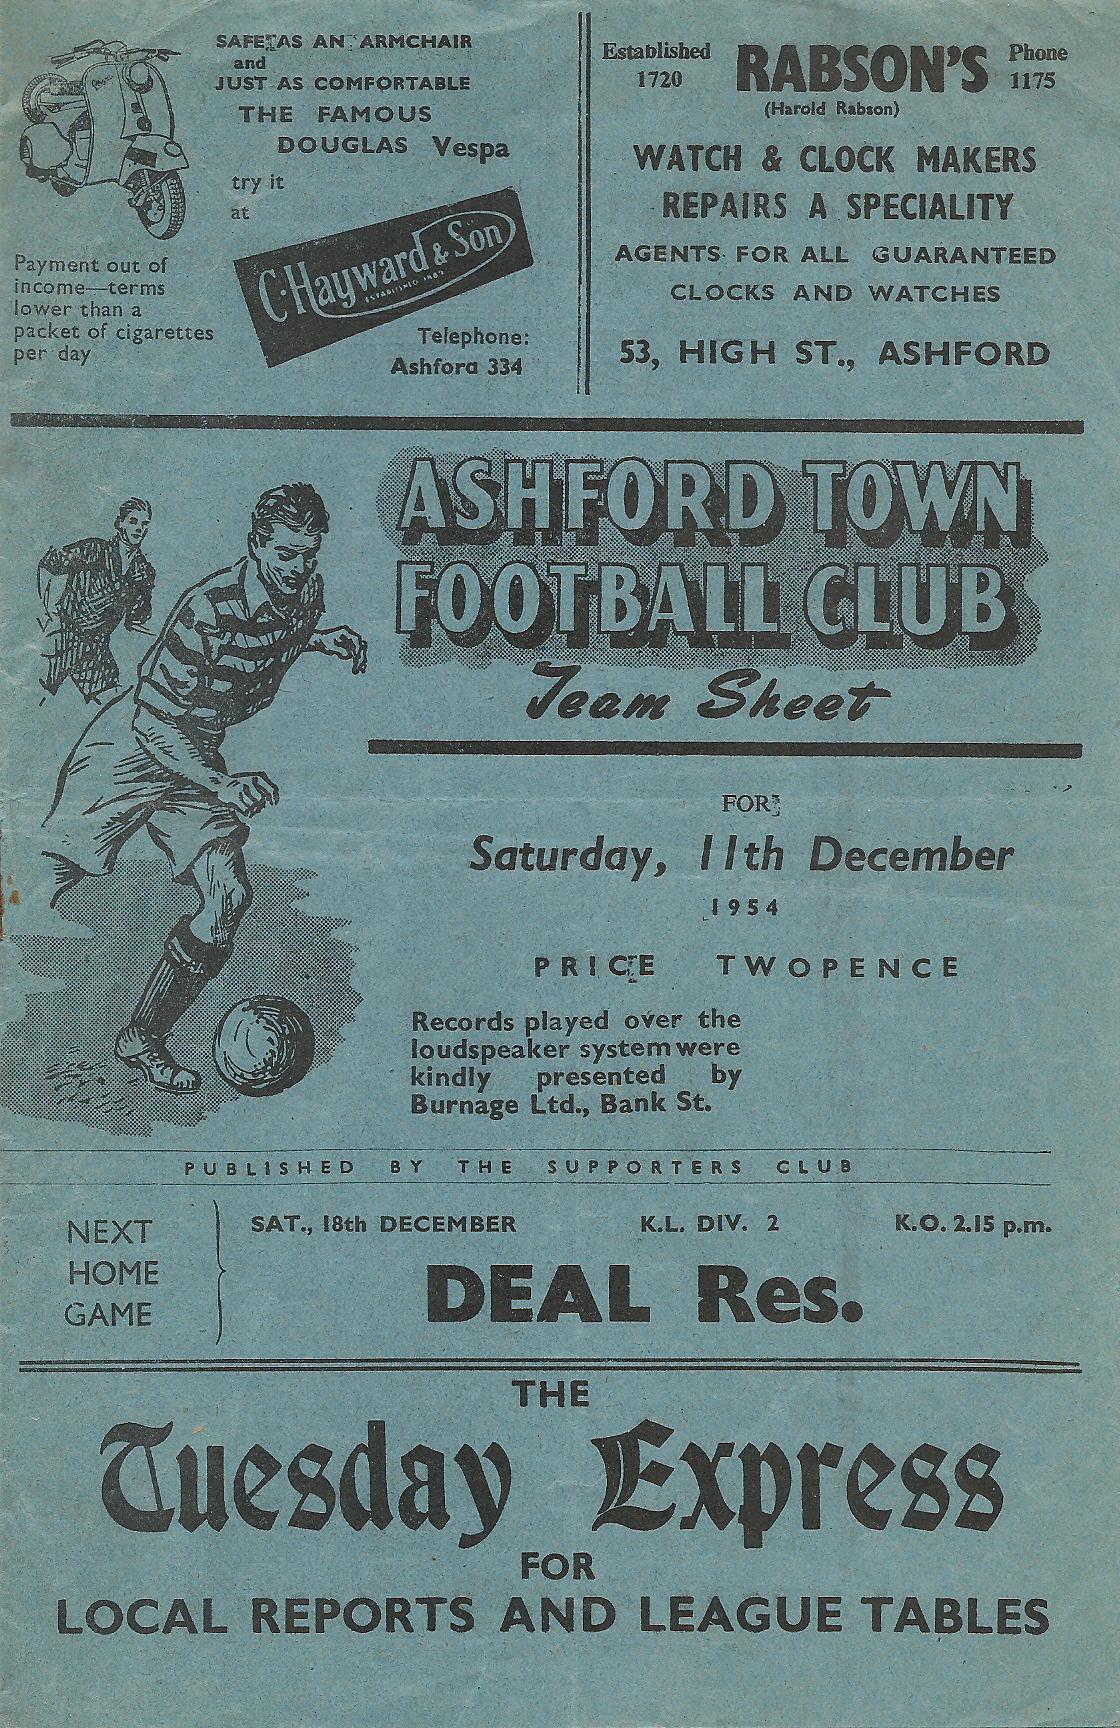 SAFE AS AN ARMCHAIR
and
JUST AS COMFORTABLE
THE FAMOUS
DOUGLAS Vespa
try it
at
C. Hayward & Son
Payment out of
income—terms
lower than a
packet of cigarettes
per day
Telephone:
Ashford 334
Established
1720
RABSON'S
Phone
1175
(Harold Rabson)
WATCH & CLOCK MAKERS
REPAIRS A SPECIALITY
AGENTS FOR ALL GUARANTEED
CLOCKS AND WATCHES
53, HIGH ST., ASHFORD
ASHFORD TOWN
FOOTBALL CLUB
Team Sheet
FOR
Saturday, 11th December
1954
PRICE TWOPENCE
Records played over the
loudspeaker system were
kindly presented by
Burnage Ltd., Bank St.
PUBLISHED BY THE SUPPORTERS CLUB
NEXT
HOME
GAME
SAT., 18th DECEMBER K.L. DIV. 2 K.O. 2.15 p.m.
DEAL Res.
THE
Tuesday Express
FOR
LOCAL REPORTS AND LEAGUE TABLES